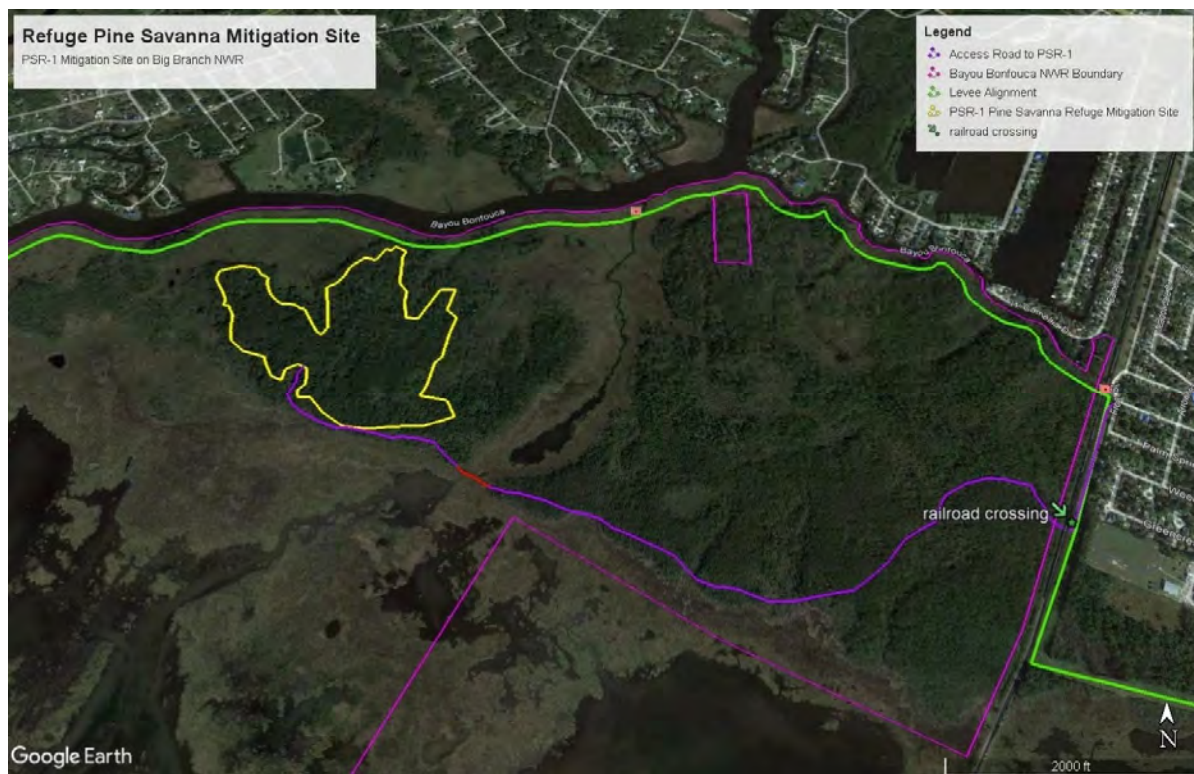 Refuge Pine Savanna Mitigation Site
PSR-1 Mitigation Site on Big Branch NWR
Legend
Access Road to PSR-1
Bayou Bonfouca NWR Boundary
Levee Alignment
PSR-1 Pine Savanna Refuge Mitigation Site
railroad crossing
Bayou Bonfouca
Bayou Bonfouca
railroad crossing
N
2000 ft
Google Earth